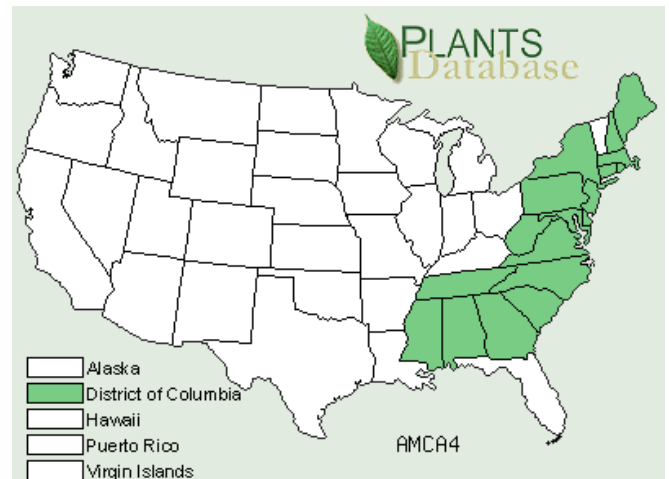 PLANTS
Database
Alaska
District of Columbia
Hawaii
Puerto Rico
Virgin Islands
AMCA4